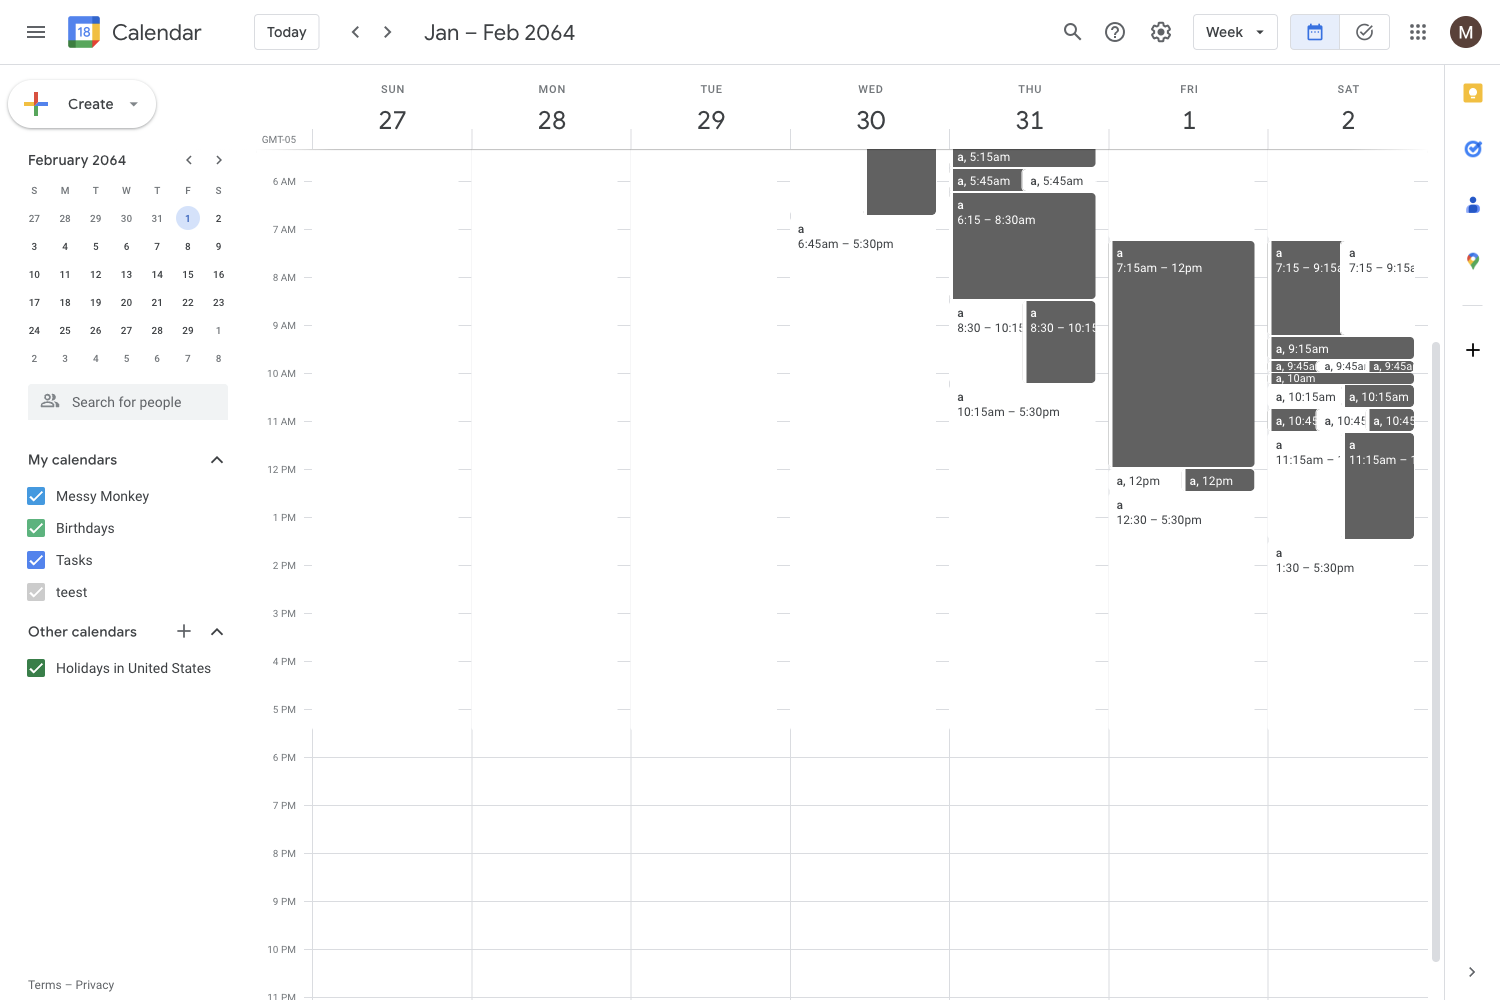 18 Calendar Today Jan – Feb 2064 Week M
Create
SUN MON TUE WED THU FRI SAT
27 28 29 30 31 1 2
GMT-05
February 2064
S M T W T F S
27 28 29 30 31 1 2
3 4 5 6 7 8 9
10 11 12 13 14 15 16
17 18 19 20 21 22 23
24 25 26 27 28 29 1
2 3 4 5 6 7 8
Search for people
My calendars
Messy Monkey
Birthdays
Tasks
teest
Other calendars
Holidays in United States
Terms – Privacy
6 AM
7 AM
8 AM
9 AM
10 AM
11 AM
12 PM
1 PM
2 PM
3 PM
4 PM
5 PM
6 PM
7 PM
8 PM
9 PM
10 PM
11 PM
a
6:45am – 5:30pm
a, 5:15am
a, 5:45am a, 5:45am
a
6:15 – 8:30am
a
8:30 – 10:15
a
8:30 – 10:15
a
10:15am – 5:30pm
a
7:15am – 12pm
a, 12pm a, 12pm
a
12:30 – 5:30pm
a
7:15 – 9:15a
a
7:15 – 9:15a
a, 9:15am
a, 9:45a a, 9:45a a, 9:45a
a, 10am
a, 10:15am a, 10:15am
a, 10:45 a, 10:45 a, 10:45
a
11:15am –
a
11:15am – 1
a
1:30 – 5:30pm